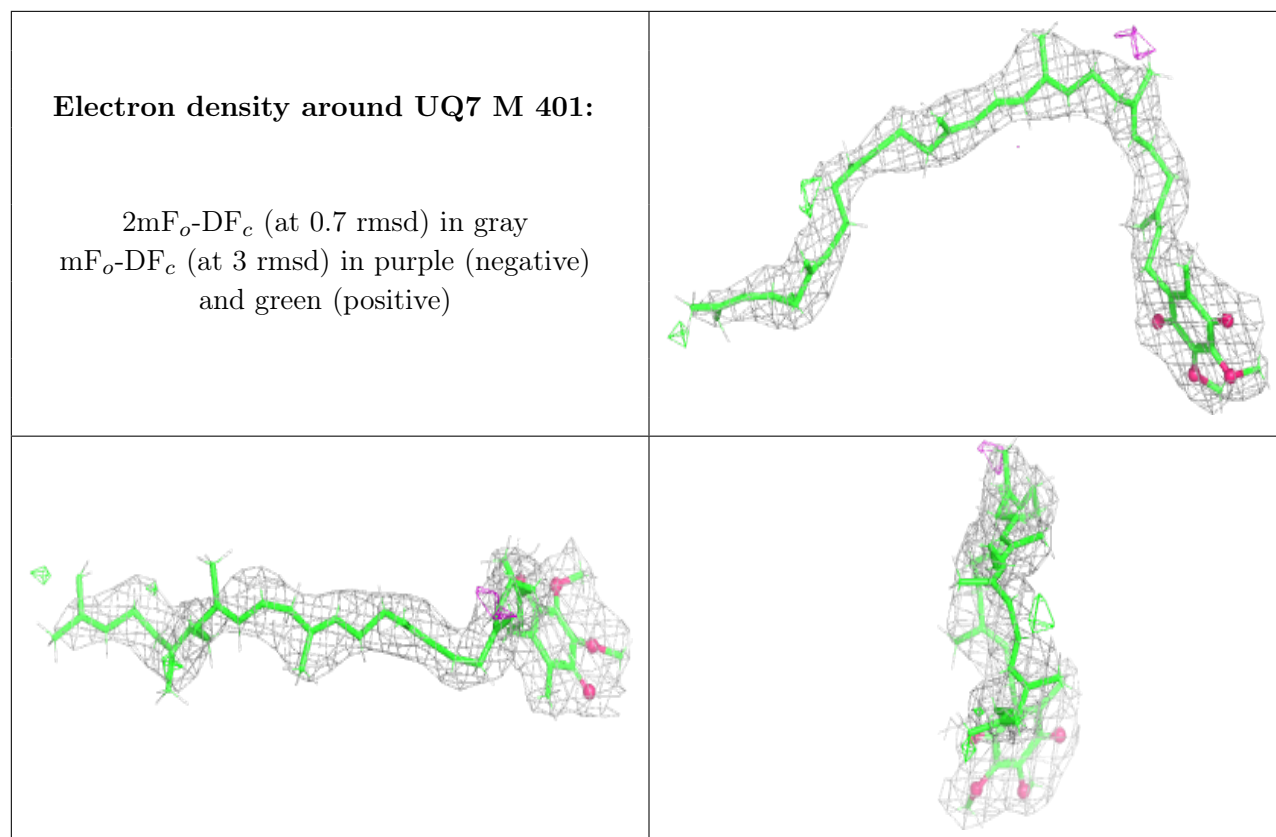 Electron density around UQ7 M 401:
2mFₒ-DF𝒸 (at 0.7 rmsd) in gray
mFₒ-DF𝒸 (at 3 rmsd) in purple (negative)
and green (positive)